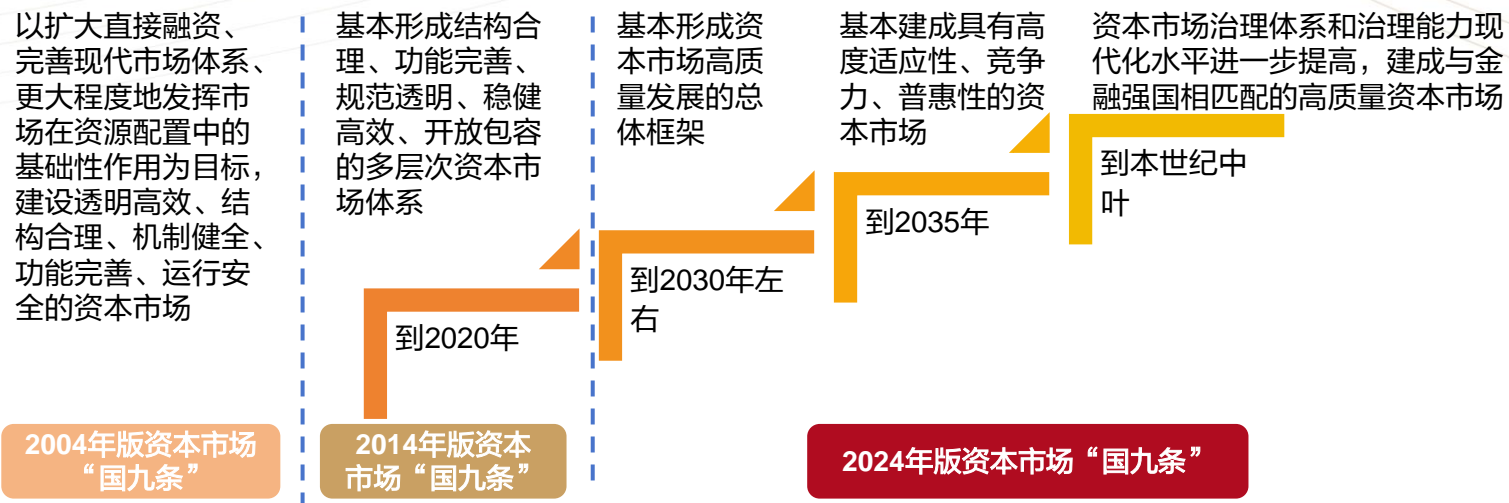 以扩大直接融资、
完善现代市场体系、
更大程度地发挥市
场在资源配置中的
基础性作用为目标，
建设透明高效、结
构合理、机制健全、
功能完善、运行安
全的资本市场
基本形成结构合
理、功能完善、
规范透明、稳健
高效、开放包容
的多层次资本市
场体系
基本形成资
本市场高质
量发展的总
体框架
基本建成具有高
度适应性、竞争
力、普惠性的资
本市场
资本市场治理体系和治理能力现
代化水平进一步提高，建成与金
融强国相匹配的高质量资本市场
到2020年
到2030年左
右
到2035年
到本世纪中
叶
2004年版资本市场
“国九条”
2014年版资本
市场“国九条”
2024年版资本市场“国九条”